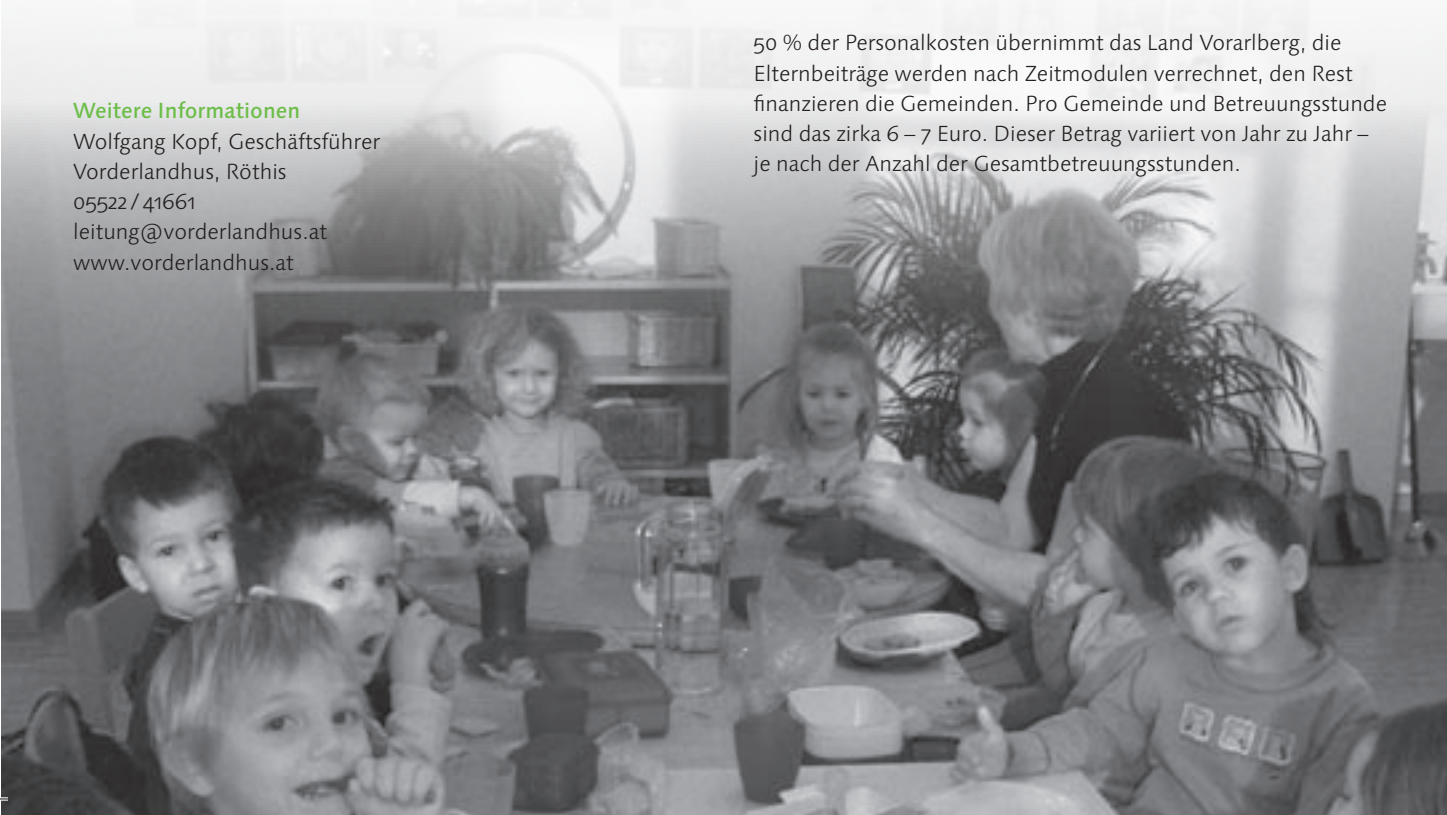 Weitere Informationen
Wolfgang Kopf, Geschäftsführer
Vorderlandhus, Röthis
05522 / 41661
leitung@vorderlandhus.at
www.vorderlandhus.at
50 % der Personalkosten übernimmt das Land Vorarlberg, die
Elternbeiträge werden nach Zeitmodulen verrechnet, den Rest
finanzieren die Gemeinden. Pro Gemeinde und Betreuungsstunde
sind das zirka 6 – 7 Euro. Dieser Betrag variiert von Jahr zu Jahr –
je nach der Anzahl der Gesamtbetreuungsstunden.